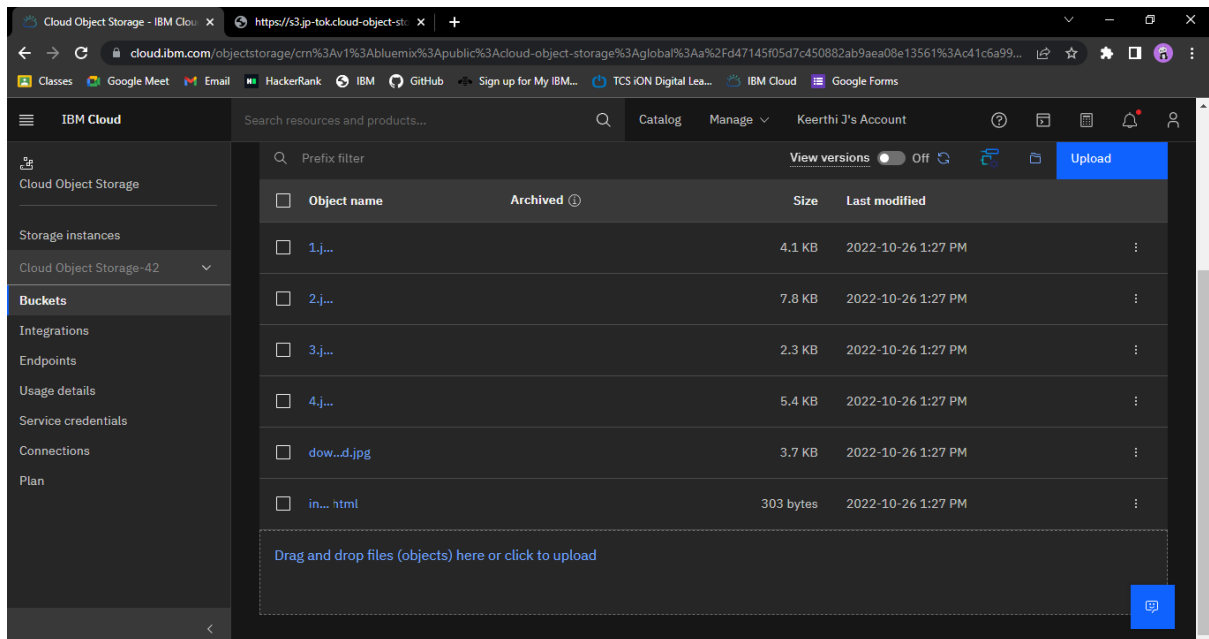 Cloud Object Storage - IBM Clou
https://s3.jp-tok.cloud-object-sto
cloud.ibm.com/objectstorage/crn%3Av1%3Abluemix%3Apublic%3Acloud-object-storage%3Aglobal%3Aa%2Fd47145f05d7c450882ab9aea08e13561%3Ac41c6a99...
Classes Google Meet Email HackerRank IBM GitHub Sign up for My IBM... TCS iON Digital Lea... IBM Cloud Google Forms
IBM Cloud
Search resources and products...
Catalog Manage Keerthi J's Account
Cloud Object Storage
Storage instances
Cloud Object Storage-42
Buckets
Integrations
Endpoints
Usage details
Service credentials
Connections
Plan
Prefix filter View versions Off Upload
Object name Archived Size Last modified
1.j... 4.1 KB 2022-10-26 1:27 PM
2.j... 7.8 KB 2022-10-26 1:27 PM
3.j... 2.3 KB 2022-10-26 1:27 PM
4.j... 5.4 KB 2022-10-26 1:27 PM
dow...d.jpg 3.7 KB 2022-10-26 1:27 PM
in... html 303 bytes 2022-10-26 1:27 PM
Drag and drop files (objects) here or click to upload